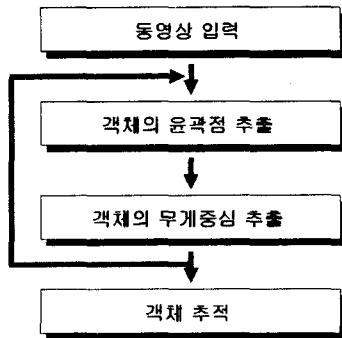 동영상 입력
객체의 윤곽점 추출
객체의 무게중심 추출
객체 추적